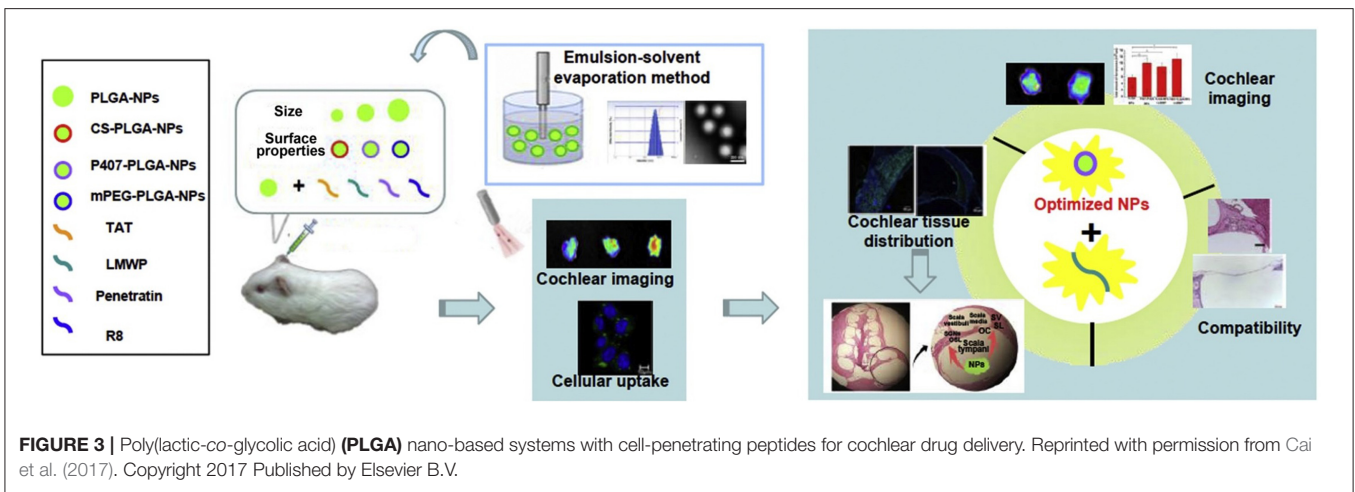 PLGA-NPs
CS-PLGA-NPs
P407-PLGA-NPs
mPEG-PLGA-NPs
TAT
LMWP
Penetratin
R8
Size
Surface
properties
+
Emulsion-solvent
evaporation method
Cochlear imaging
Cellular uptake
Cochlear
imaging
Cochlear tissue
distribution
Optimized NPs
+
Compatibility
Scala
vestibuli
Scala
media
SV
SL
OC
OSL
Scala
tympani
NPs
FIGURE 3 | Poly(lactic-co-glycolic acid) (PLGA) nano-based systems with cell-penetrating peptides for cochlear drug delivery. Reprinted with permission from Cai
et al. (2017). Copyright 2017 Published by Elsevier B.V.